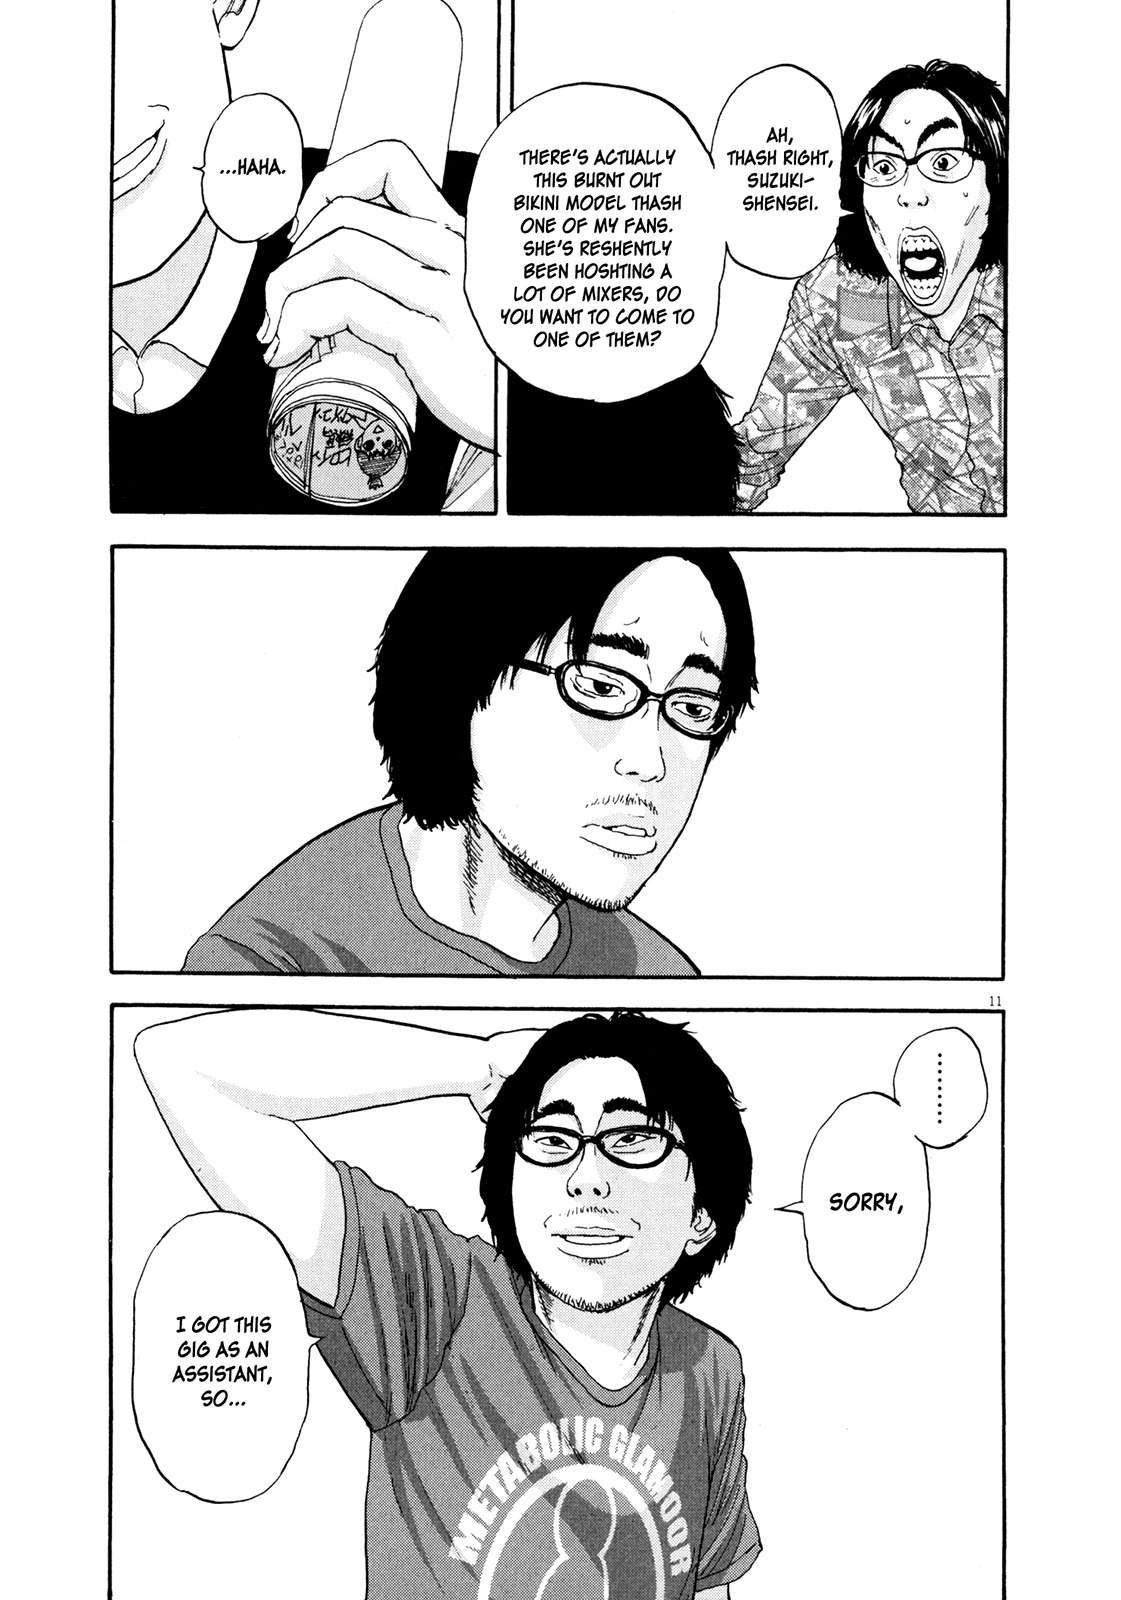 AH,
THASH RIGHT,
SUZUKI-
SHENSEI.
THERE'S ACTUALLY
THIS BURNT OUT
BIKINI MODEL THASH
ONE OF MY FANS.
SHE'S RESHENTLY
BEEN HOSHTING A
LOT OF MIXERS, DO
YOU WANT TO COME TO
ONE OF THEM?
...HAHA.
11
.........
SORRY,
I GOT THIS
GIG AS AN
ASSISTANT,
SO...
METABOLIC GLAMOOR